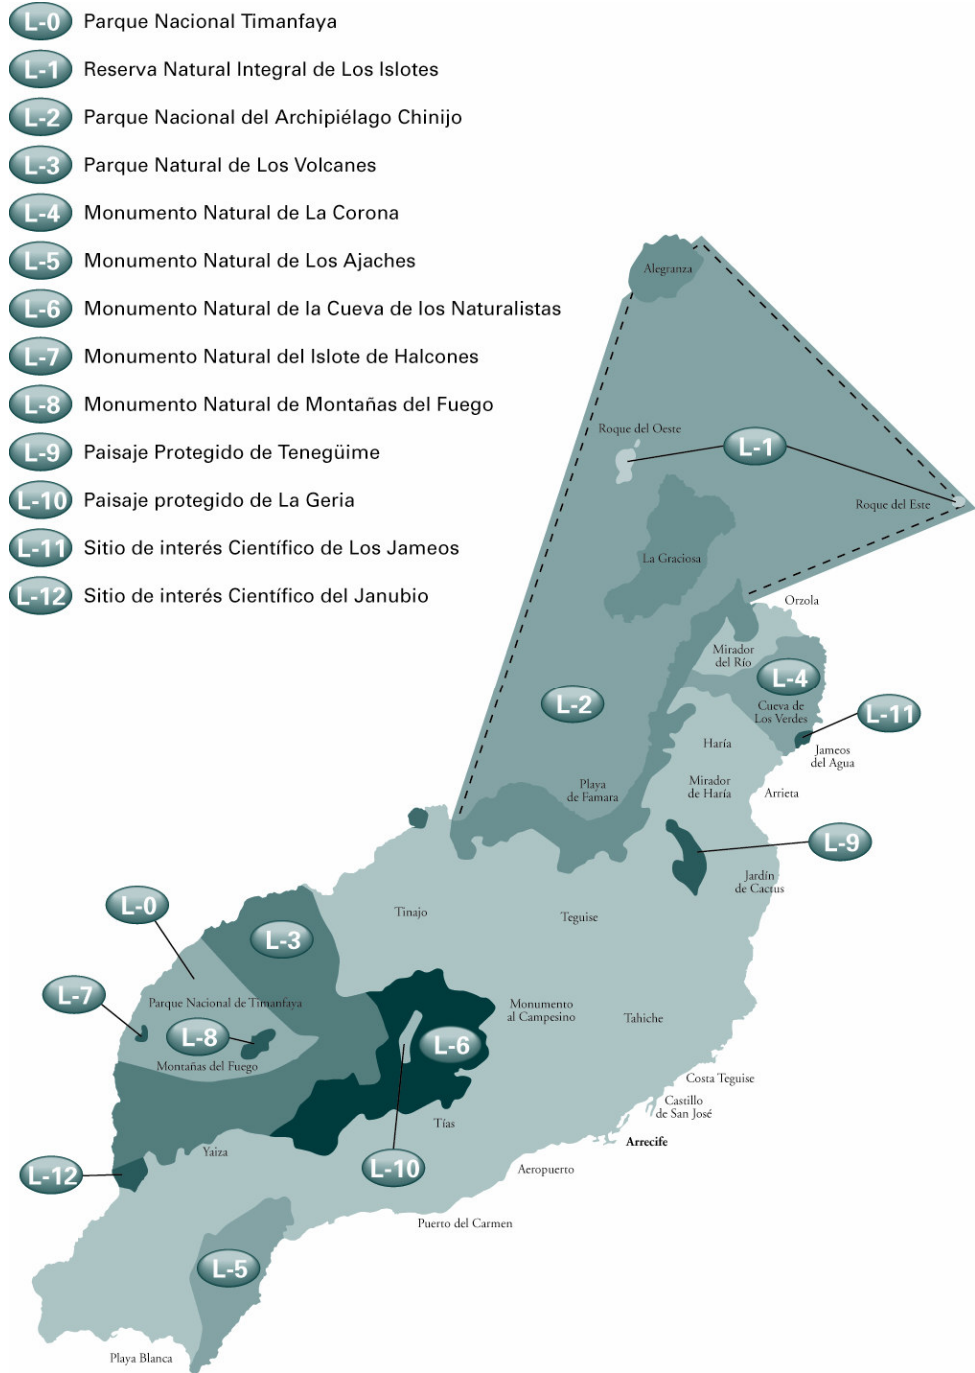 L-0 Parque Nacional Timanfaya
L-1 Reserva Natural Integral de Los Islotes
L-2 Parque Nacional del Archipiélago Chinijo
L-3 Parque Natural de Los Volcanes
L-4 Monumento Natural de La Corona
L-5 Monumento Natural de Los Ajaches
L-6 Monumento Natural de la Cueva de los Naturalistas
L-7 Monumento Natural del Islote de Halcones
L-8 Monumento Natural de Montañas del Fuego
L-9 Paisaje Protegido de Tenegüime
L-10 Paisaje protegido de La Geria
L-11 Sitio de interés Científico de Los Jameos
L-12 Sitio de interés Científico del Janubio
Alegranza
Roque del Oeste
L-1
Roque del Este
La Graciosa
Orzola
Mirador
del Río
L-4
L-2
Cueva de
Los Verdes
L-11
Haría
Jameos
del Agua
Mirador
de Haría
Playa
de Famara
Arrieta
L-9
Jardín
de Cactus
L-0
Tinajo
Teguise
L-3
L-7
Parque Nacional de Timanfaya
Monumento
al Campesino
Tahiche
L-8
L-6
Montañas del Fuego
Costa Teguise
Castillo
de San José
Tías
Arrecife
Yaiza
L-12
L-10
Aeropuerto
Puerto del Carmen
L-5
Playa Blanca